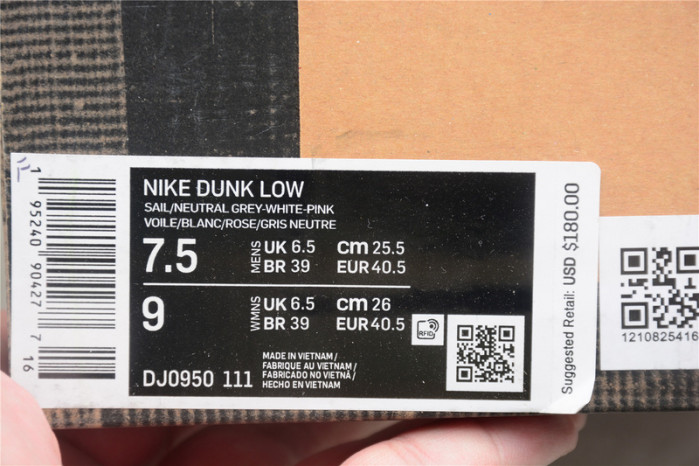 NIKE DUNK LOW
SAIL/NEUTRAL GREY-WHITE-PINK
VOILE/BLANC/ROSE/GRIS NEUTRE
7.5 MENS UK 6.5 cm 25.5
BR 39 EUR 40.5
9 WMNS UK 6.5 cm 26
BR 39 EUR 40.5
RFID
DJ0950 111
MADE IN VIETNAM /
FABRIQUE AU VIETNAM /
FABRICADO NO VIETNÃ /
HECHO EN VIETNAM
1 95240 90427 7 16
Suggested Retail: USD $180.00
1210825416